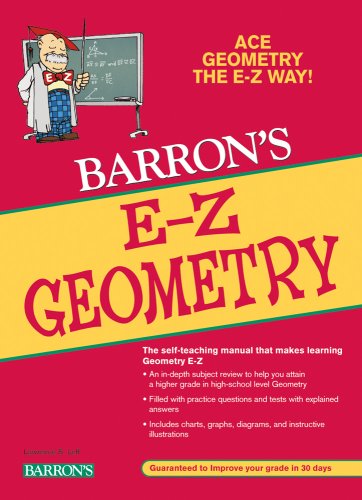 ACE
GEOMETRY
THE E-Z WAY!
E-Z
BARRON'S
E-Z
GEOMETRY
The self-teaching manual that makes learning
Geometry E-Z
• An in-depth subject review to help you attain
a higher grade in high-school level Geometry
• Filled with practice questions and tests with explained
answers
• Includes charts, graphs, diagrams, and instructive
illustrations
Lawrence S. Leff
BARRON'S
Guaranteed to Improve your grade in 30 days